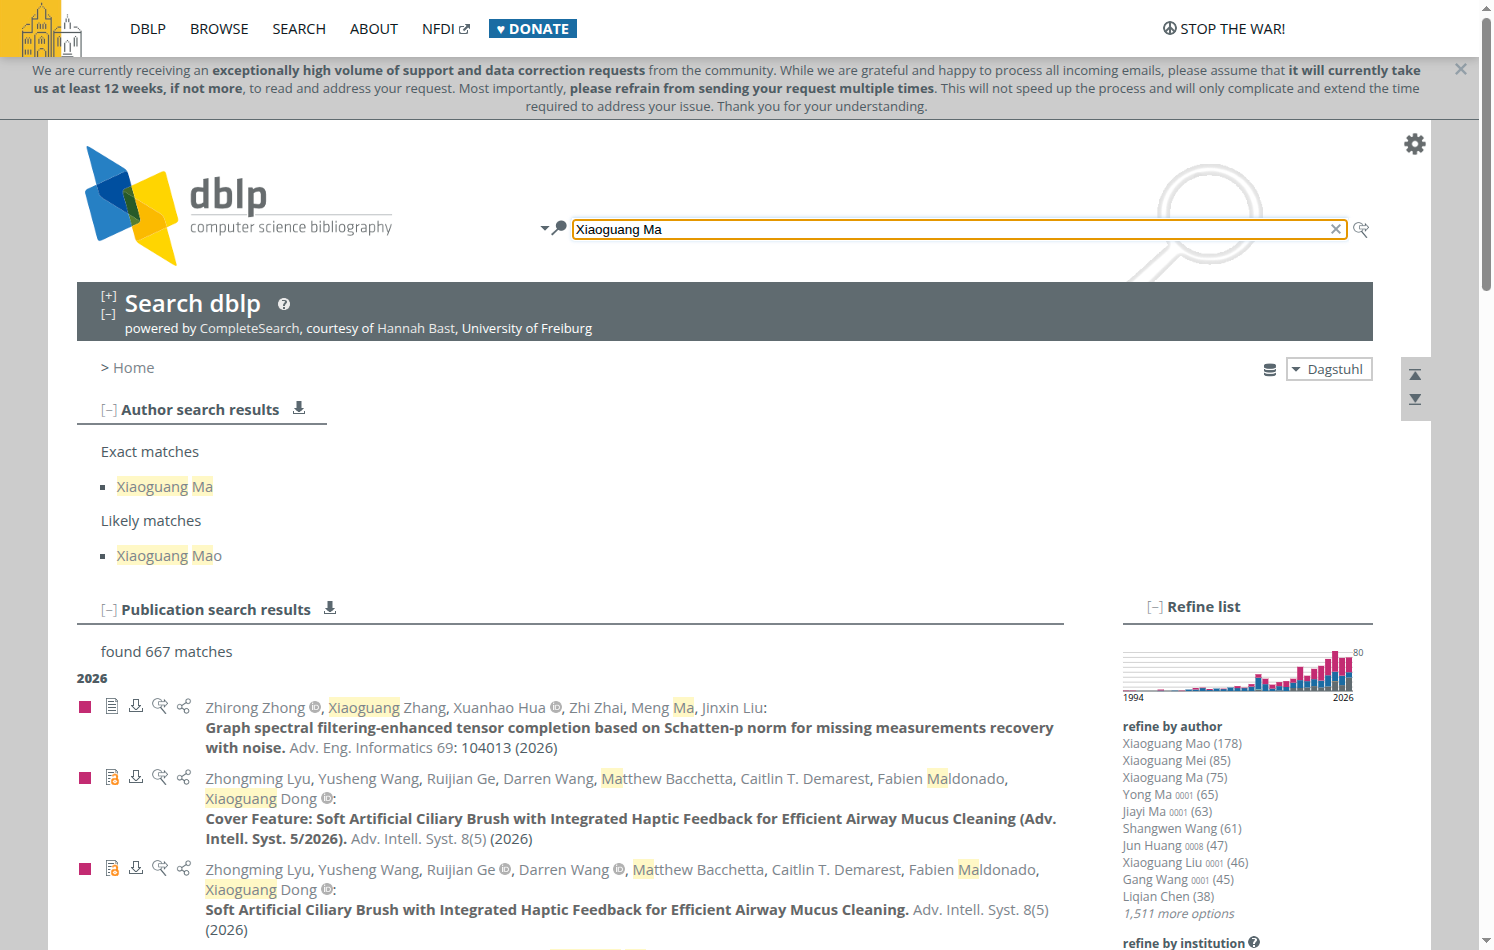 DBLP BROWSE SEARCH ABOUT NFDI ♥ DONATE STOP THE WAR!
We are currently receiving an exceptionally high volume of support and data correction requests from the community. While we are grateful and happy to process all incoming emails, please assume that it will currently take
us at least 12 weeks, if not more, to read and address your request. Most importantly, please refrain from sending your request multiple times. This will not speed up the process and will only complicate and extend the time
required to address your issue. Thank you for your understanding.
dblp
computer science bibliography
Xiaoguang Ma
[+]
[−]
Search dblp
powered by CompleteSearch, courtesy of Hannah Bast, University of Freiburg
> Home
Dagstuhl
[−] Author search results
Exact matches
Xiaoguang Ma
Likely matches
Xiaoguang Mao
[−] Publication search results
found 667 matches
2026
Zhirong Zhong, Xiaoguang Zhang, Xuanhao Hua, Zhi Zhai, Meng Ma, Jinxin Liu:
Graph spectral filtering-enhanced tensor completion based on Schatten-p norm for missing measurements recovery
with noise. Adv. Eng. Informatics 69: 104013 (2026)
Zhongming Lyu, Yusheng Wang, Ruijian Ge, Darren Wang, Matthew Bacchetta, Caitlin T. Demarest, Fabien Maldonado,
Xiaoguang Dong:
Cover Feature: Soft Artificial Ciliary Brush with Integrated Haptic Feedback for Efficient Airway Mucus Cleaning (Adv.
Intell. Syst. 5/2026). Adv. Intell. Syst. 8(5) (2026)
Zhongming Lyu, Yusheng Wang, Ruijian Ge, Darren Wang, Matthew Bacchetta, Caitlin T. Demarest, Fabien Maldonado,
Xiaoguang Dong:
Soft Artificial Ciliary Brush with Integrated Haptic Feedback for Efficient Airway Mucus Cleaning. Adv. Intell. Syst. 8(5)
(2026)
[−] Refine list
80
1994 2026
refine by author
Xiaoguang Mao (178)
Xiaoguang Mei (85)
Xiaoguang Ma (75)
Yong Ma 0001 (65)
Jiayi Ma 0001 (63)
Shangwen Wang (61)
Jun Huang 0008 (47)
Xiaoguang Liu 0001 (46)
Gang Wang 0001 (45)
Liqian Chen (38)
1,511 more options
refine by institution